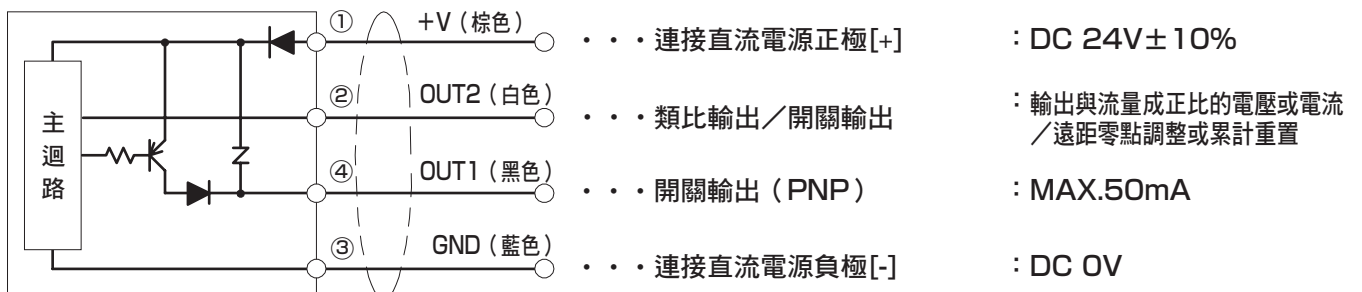 ① +V（棕色） ・・・連接直流電源正極[+] ：DC 24V±10%
② OUT2（白色） ・・・類比輸出／開關輸出 ：輸出與流量成正比的電壓或電流
／遠距零點調整或累計重置
主迴路
④ OUT1（黑色） ・・・開關輸出（PNP） ：MAX.50mA
③ GND（藍色） ・・・連接直流電源負極[-] ：DC 0V